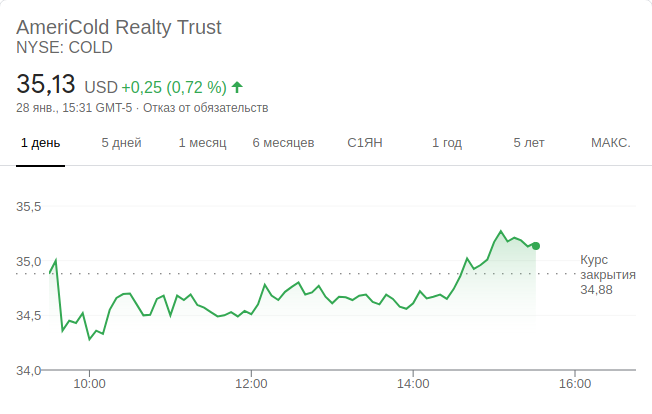 AmeriCold Realty Trust
NYSE: COLD
35,13 USD +0,25 (0,72 %)
28 янв., 15:31 GMT-5 · Отказ от обязательств
1 день 5 дней 1 месяц 6 месяцев С1ЯН 1 год 5 лет МАКС.
35,5
35,0
34,5
34,0
Курс
закрытия
34,88
10:00 12:00 14:00 16:00